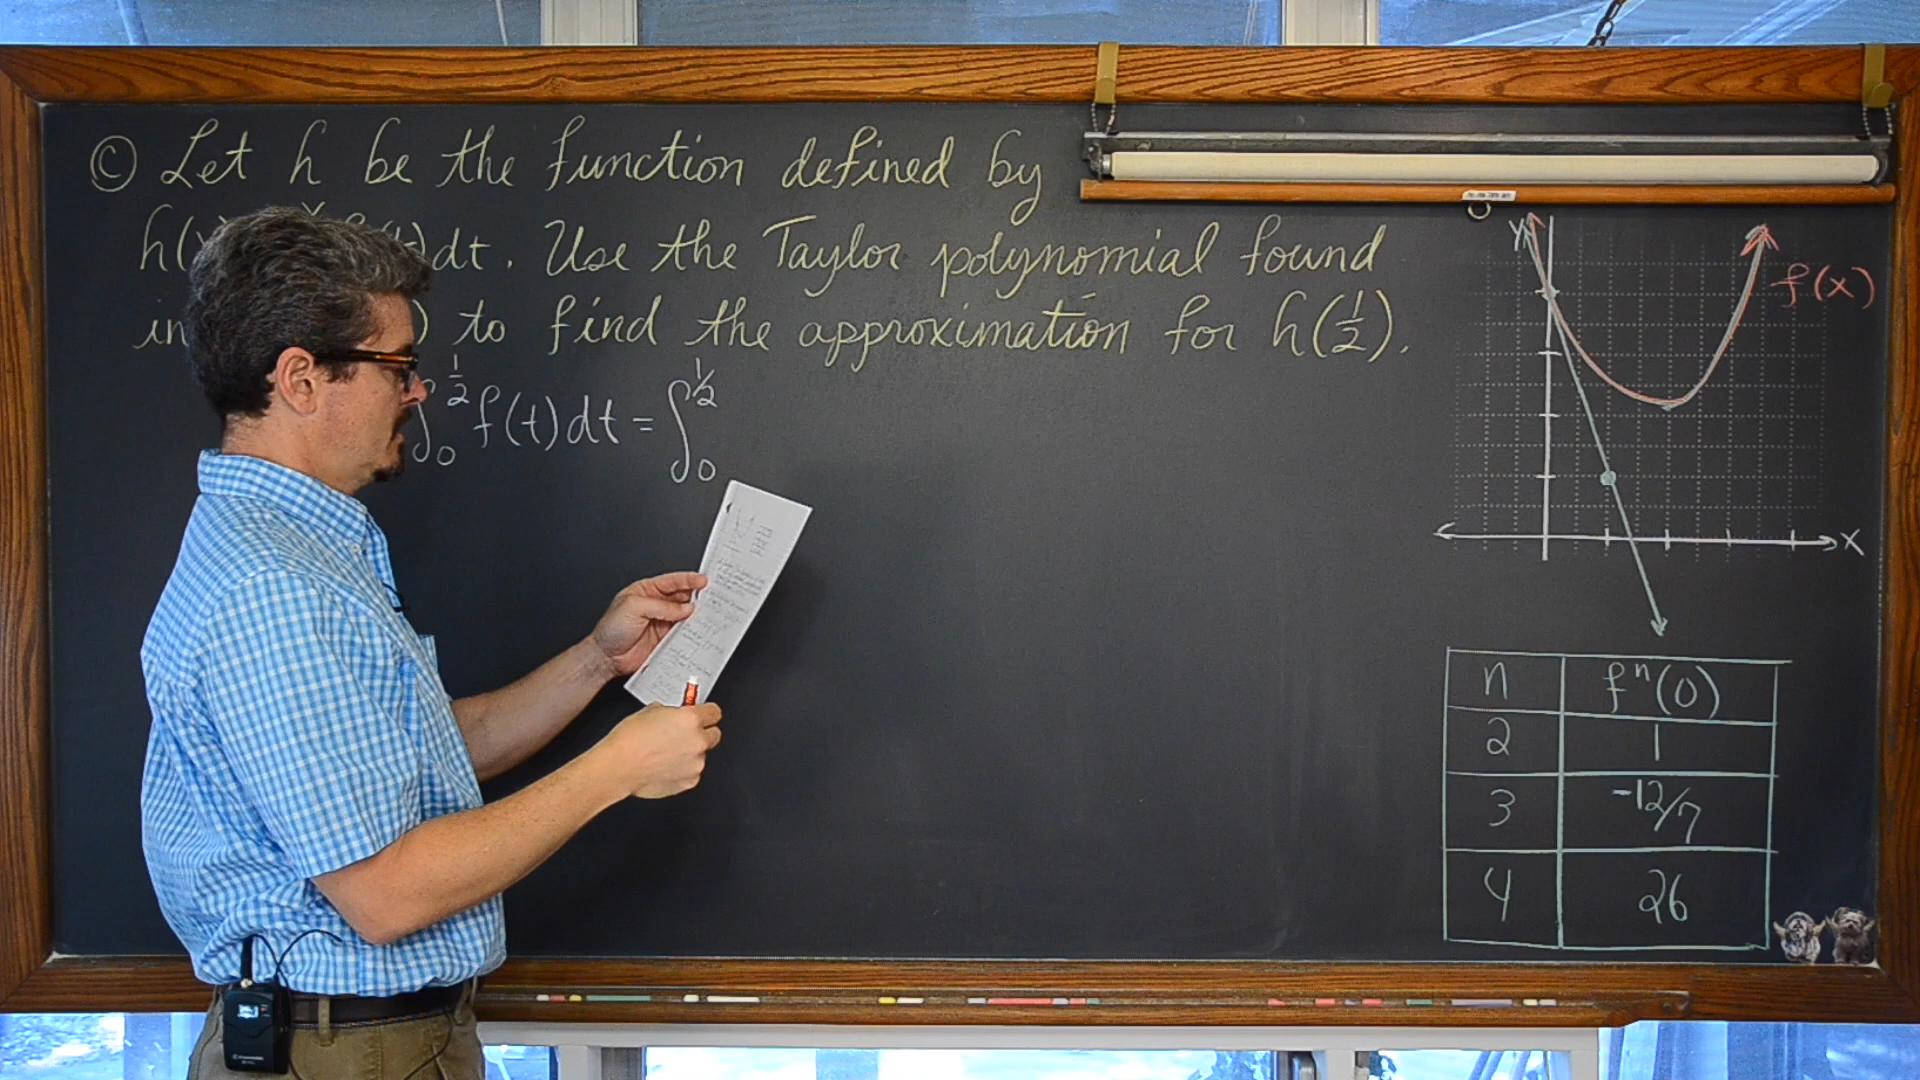 © Let h be the function defined by
h(x f(t)dt. Use the Taylor polynomial found
in ) to find the approximation for h(1/2).
∫₀^1/2 f(t)dt = ∫₀^1/2
y
f(x)
x
n fⁿ(0)
2 1
3 -12/7
4 26